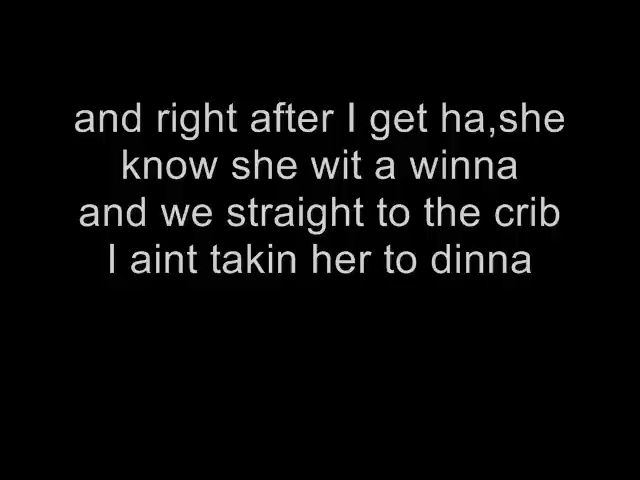 and right after I get ha,she
know she wit a winna
and we straight to the crib
I aint takin her to dinna